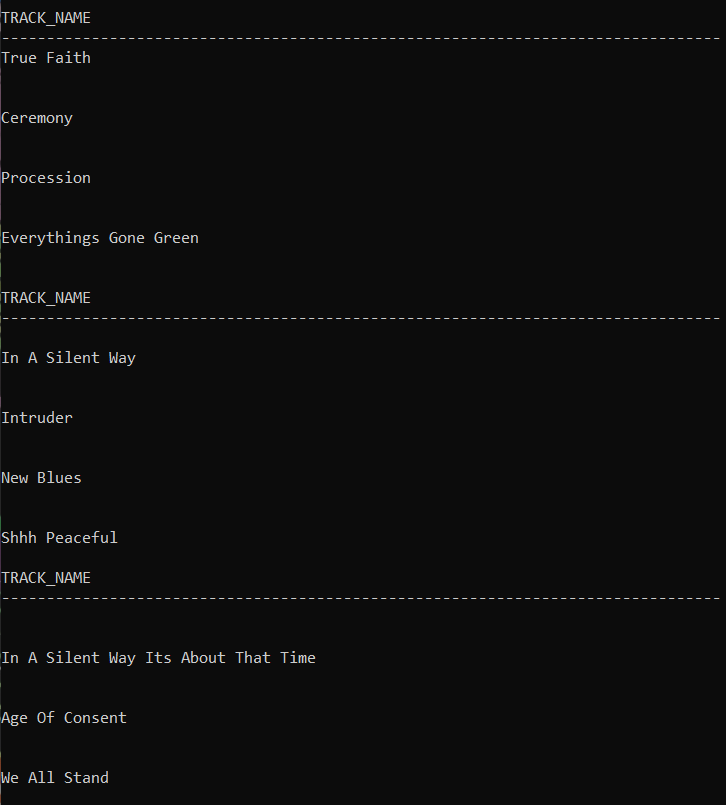 TRACK_NAME
--------------------------------------------------------------------------------
True Faith
Ceremony
Procession
Everythings Gone Green
TRACK_NAME
--------------------------------------------------------------------------------
In A Silent Way
Intruder
New Blues
Shhh Peaceful
TRACK_NAME
--------------------------------------------------------------------------------
In A Silent Way Its About That Time
Age Of Consent
We All Stand